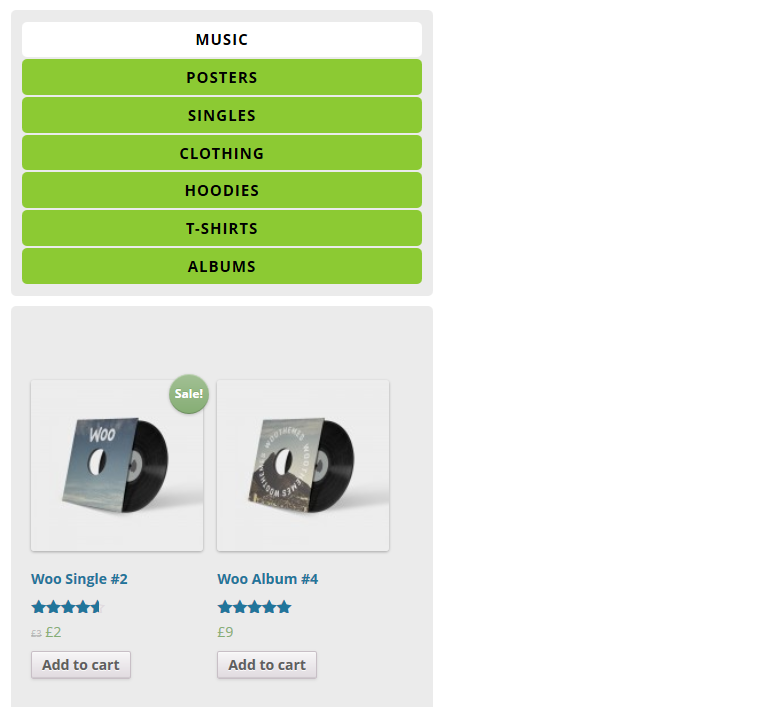 MUSIC
POSTERS
SINGLES
CLOTHING
HOODIES
T-SHIRTS
ALBUMS
Sale!
WOO
WOOTHEMES WOOTHEMES WOOTHEMES
Woo Single #2
Woo Album #4
£3 £2
£9
Add to cart
Add to cart